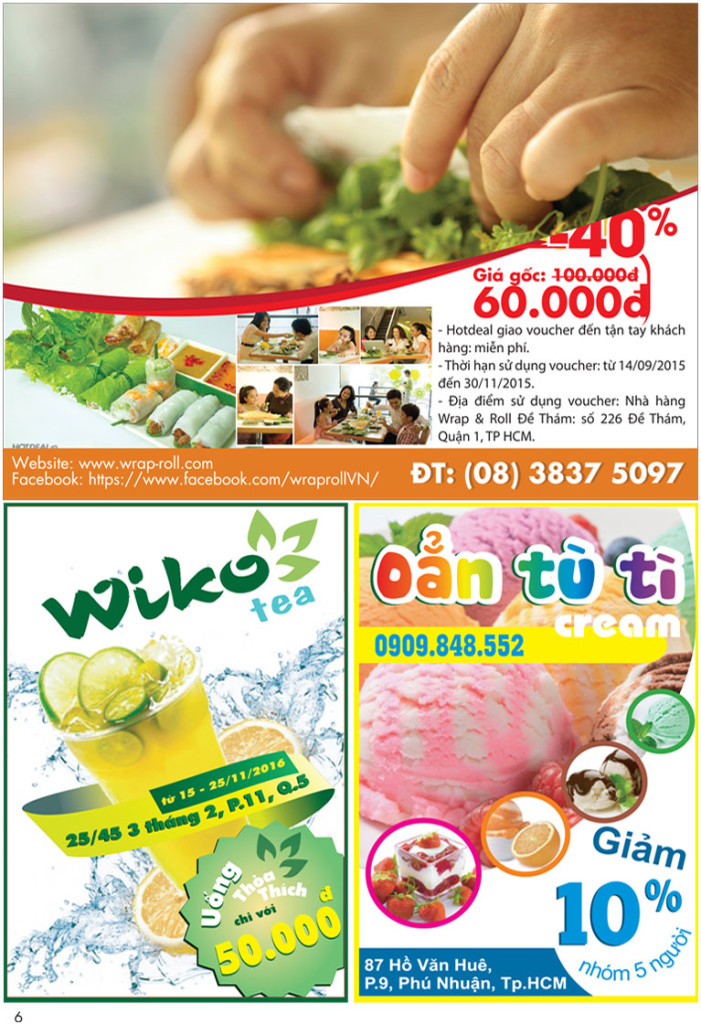 -40%
Giá gốc: 100.000đ
60.000đ
- Hotdeal giao voucher đến tận tay khách
hàng: miễn phí.
- Thời hạn sử dụng voucher: từ 14/09/2015
đến 30/11/2015.
- Địa điểm sử dụng voucher: Nhà hàng
Wrap & Roll Đề Thám: số 226 Đề Thám,
Quận 1, TP HCM.
HOTDEAL
Website: www.wrap-roll.com
Facebook: https://www.facebook.com/wraprollVN/
ĐT: (08) 3837 5097
wiko
tea
từ 15 - 25/11/2016
25/45 3 tháng 2, P.11, Q.5
Uống
Thỏa
Thích
chỉ với
50.000đ
Oẳn tù tì
cream
0909.848.552
Giảm
10%
nhóm 5 người
87 Hồ Văn Huê,
P.9, Phú Nhuận, Tp.HCM
6